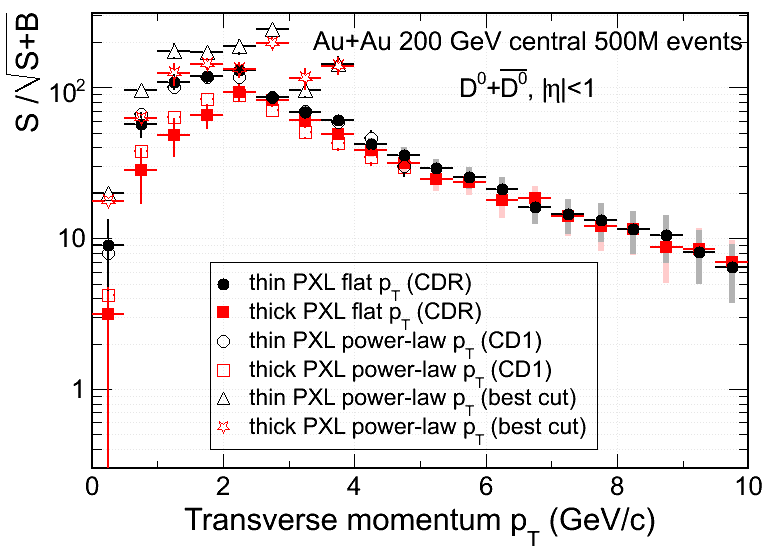 Au+Au 200 GeV central 500M events
D⁰+D̅⁰, |η|<1
S /√S+B
10²
10
1
thin PXL flat p_T (CDR)
thick PXL flat p_T (CDR)
thin PXL power-law p_T (CD1)
thick PXL power-law p_T (CD1)
thin PXL power-law p_T (best cut)
thick PXL power-law p_T (best cut)
0 2 4 6 8 10
Transverse momentum p_T (GeV/c)